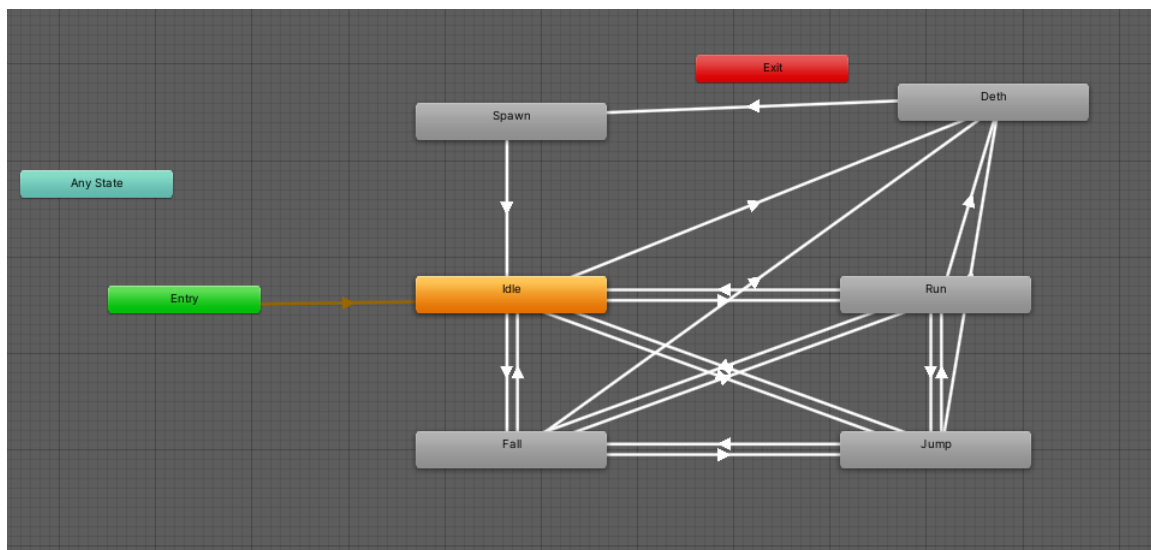 Exit
Deth
Spawn
Any State
Idle
Run
Entry
Fall
Jump